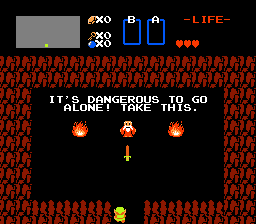 X0 B A -LIFE-
X0
X0
IT'S DANGEROUS TO GO
ALONE! TAKE THIS.